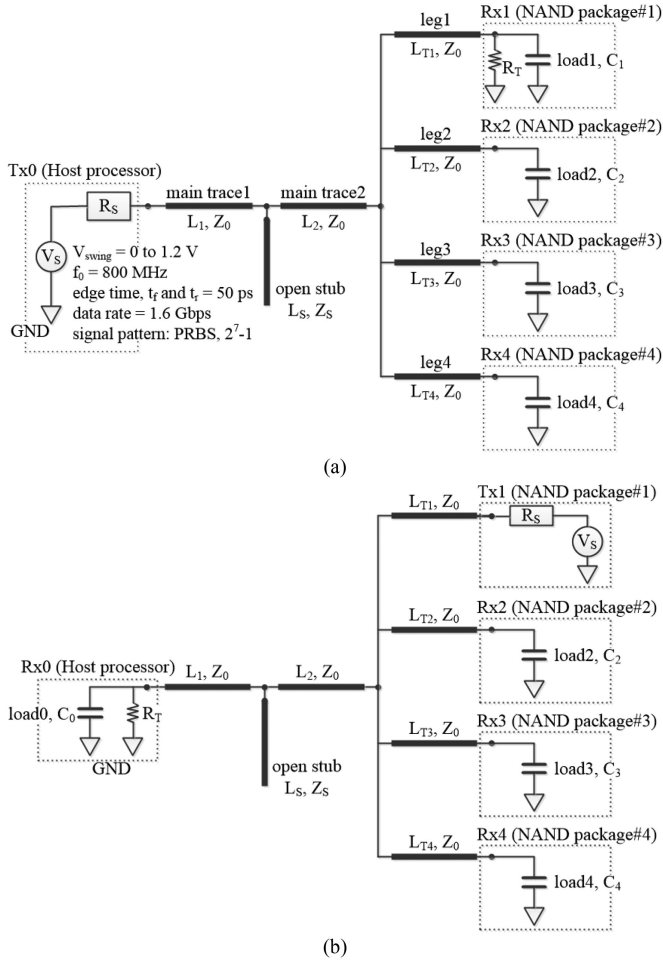 leg1
Rx1 (NAND package#1)
L_T1, Z_0
R_T
load1, C_1
leg2
Rx2 (NAND package#2)
L_T2, Z_0
load2, C_2
Tx0 (Host processor)
R_S
main trace1
main trace2
L_1, Z_0
L_2, Z_0
V_S
V_swing = 0 to 1.2 V
f_0 = 800 MHz
edge time, t_f and t_r = 50 ps
data rate = 1.6 Gbps
signal pattern: PRBS, 2^7-1
GND
open stub
L_S, Z_S
leg3
Rx3 (NAND package#3)
L_T3, Z_0
load3, C_3
leg4
Rx4 (NAND package#4)
L_T4, Z_0
load4, C_4
(a)
Tx1 (NAND package#1)
L_T1, Z_0
R_S
V_S
Rx2 (NAND package#2)
L_T2, Z_0
load2, C_2
Rx0 (Host processor)
L_1, Z_0
L_2, Z_0
load0, C_0
R_T
GND
open stub
L_S, Z_S
Rx3 (NAND package#3)
L_T3, Z_0
load3, C_3
Rx4 (NAND package#4)
L_T4, Z_0
load4, C_4
(b)